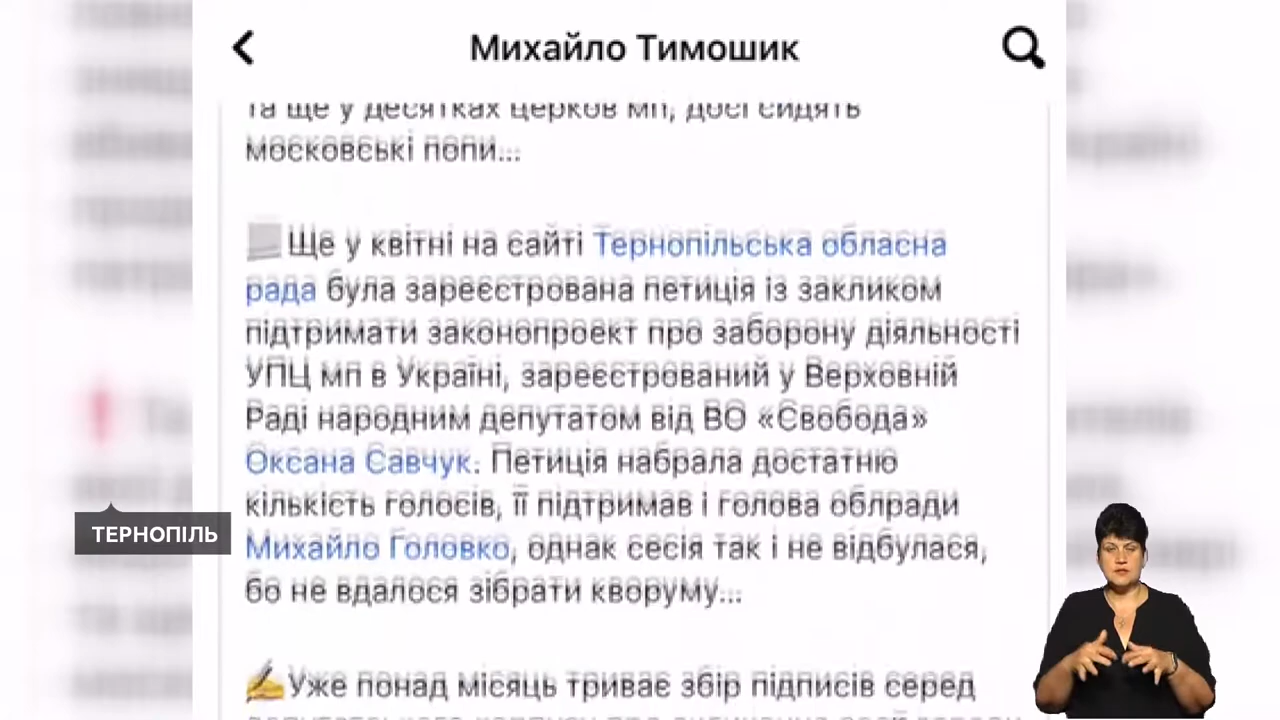 Михайло Тимошик
та ще у десятках церков мп, досі сидять
московські попи...
Ще у квітні на сайті Тернопільська обласна
рада була зареєстрована петиція із закликом
підтримати законопроект про заборону діяльності
УПЦ мп в Україні, зареєстрований у Верховній
Раді народним депутатом від ВО «Свобода»
Оксана Савчук. Петиція набрала достатню
кількість голосів, її підтримав і голова облради
Михайло Головко, однак сесія так і не відбулася,
бо не вдалося зібрати кворуму...
ТЕРНОПІЛЬ
Уже понад місяць триває збір підписів серед